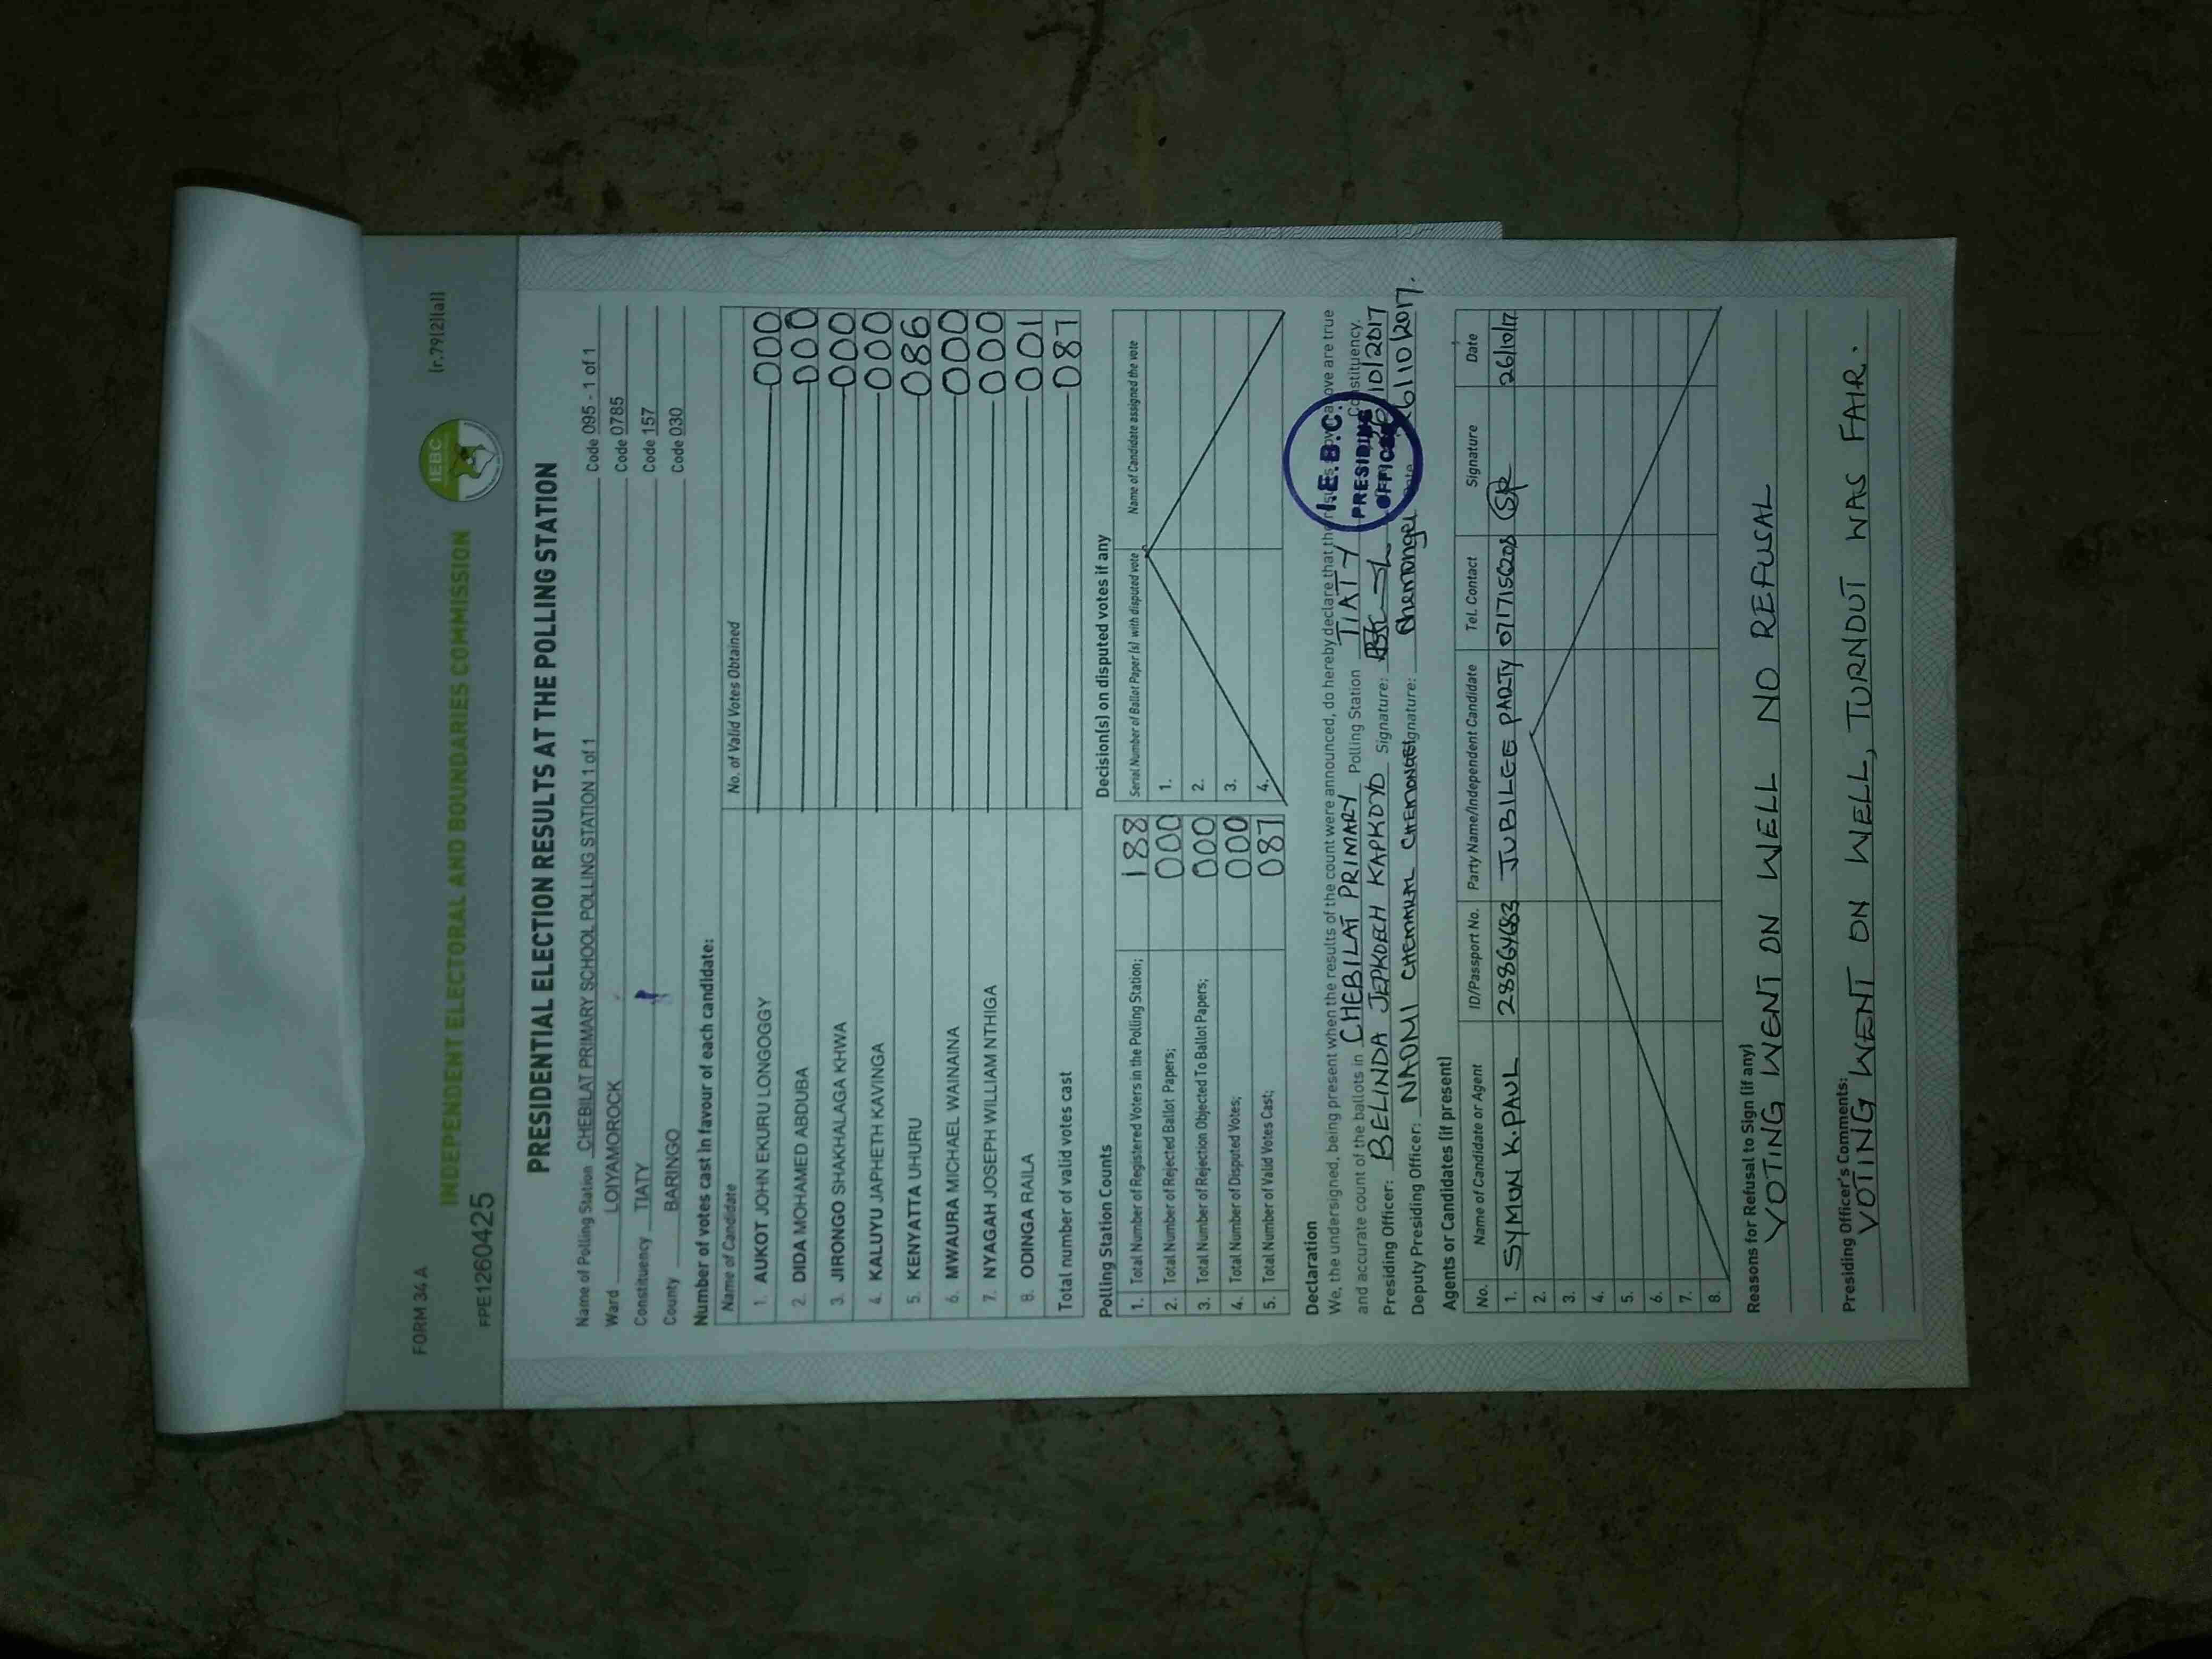 FORM 34 A
(r.79(2)(a))
INDEPENDENT ELECTORAL AND BOUNDARIES COMMISSION
IEBC
FPE1260425
PRESIDENTIAL ELECTION RESULTS AT THE POLLING STATION
Name of Polling Station CHEBILAT PRIMARY SCHOOL POLLING STATION 1 of 1 Code 095 - 1 of 1
Ward LOIYAMOROCK Code 0785
Constituency TIATY Code 157
County BARINGO Code 030
Number of votes cast in favour of each candidate:
Name of Candidate No. of Valid Votes Obtained
1. AUKOT JOHN EKURU LONGOGGY 000
2. DIDA MOHAMED ABDUBA 000
3. JIRONGO SHAKHALAGA KHWA 000
4. KALUYU JAPHETH KAVINGA 000
5. KENYATTA UHURU 086
6. MWAURA MICHAEL WAINAINA 000
7. NYAGAH JOSEPH WILLIAM NTHIGA 000
8. ODINGA RAILA 001
Total number of valid votes cast 087
Polling Station Counts
1. Total Number of Registered Voters in the Polling Station; 188
2. Total Number of Rejected Ballot Papers; 000
3. Total Number of Rejection Objected To Ballot Papers; 000
4. Total Number of Disputed Votes; 000
5. Total Number of Valid Votes Cast; 087
Decision(s) on disputed votes if any
Serial Number of Ballot Paper(s) with disputed vote Name of Candidate assigned the vote
1.
2.
3.
4.
Declaration
We, the undersigned, being present when the results of the count were announced, do hereby declare that the results above are true
and accurate count of the ballots in CHEBILAT PRIMARY Polling Station TIATY Constituency.
Presiding Officer: BELINDA JEPKOECH KAPKOYO Signature: 26/10/2017
Deputy Presiding Officer: NAOMI CHEMKAL CHEMONGES Signature: Date 26/10/2017.
I.E.B.C.
PRESIDING
OFFICER
Agents or Candidates (if present)
No. Name of Candidate or Agent ID/Passport No. Party Name/Independent Candidate Tel. Contact Signature Date
1. SYMON K. PAUL JUBILEE PARTY SK 26/10/17
2.
3.
4.
5.
6.
7.
8.
Reasons for Refusal to Sign (if any)
VOTING WENT ON WELL NO REFUSAL
Presiding Officer's Comments:
VOTING WENT ON WELL, TURNOUT WAS FAIR.